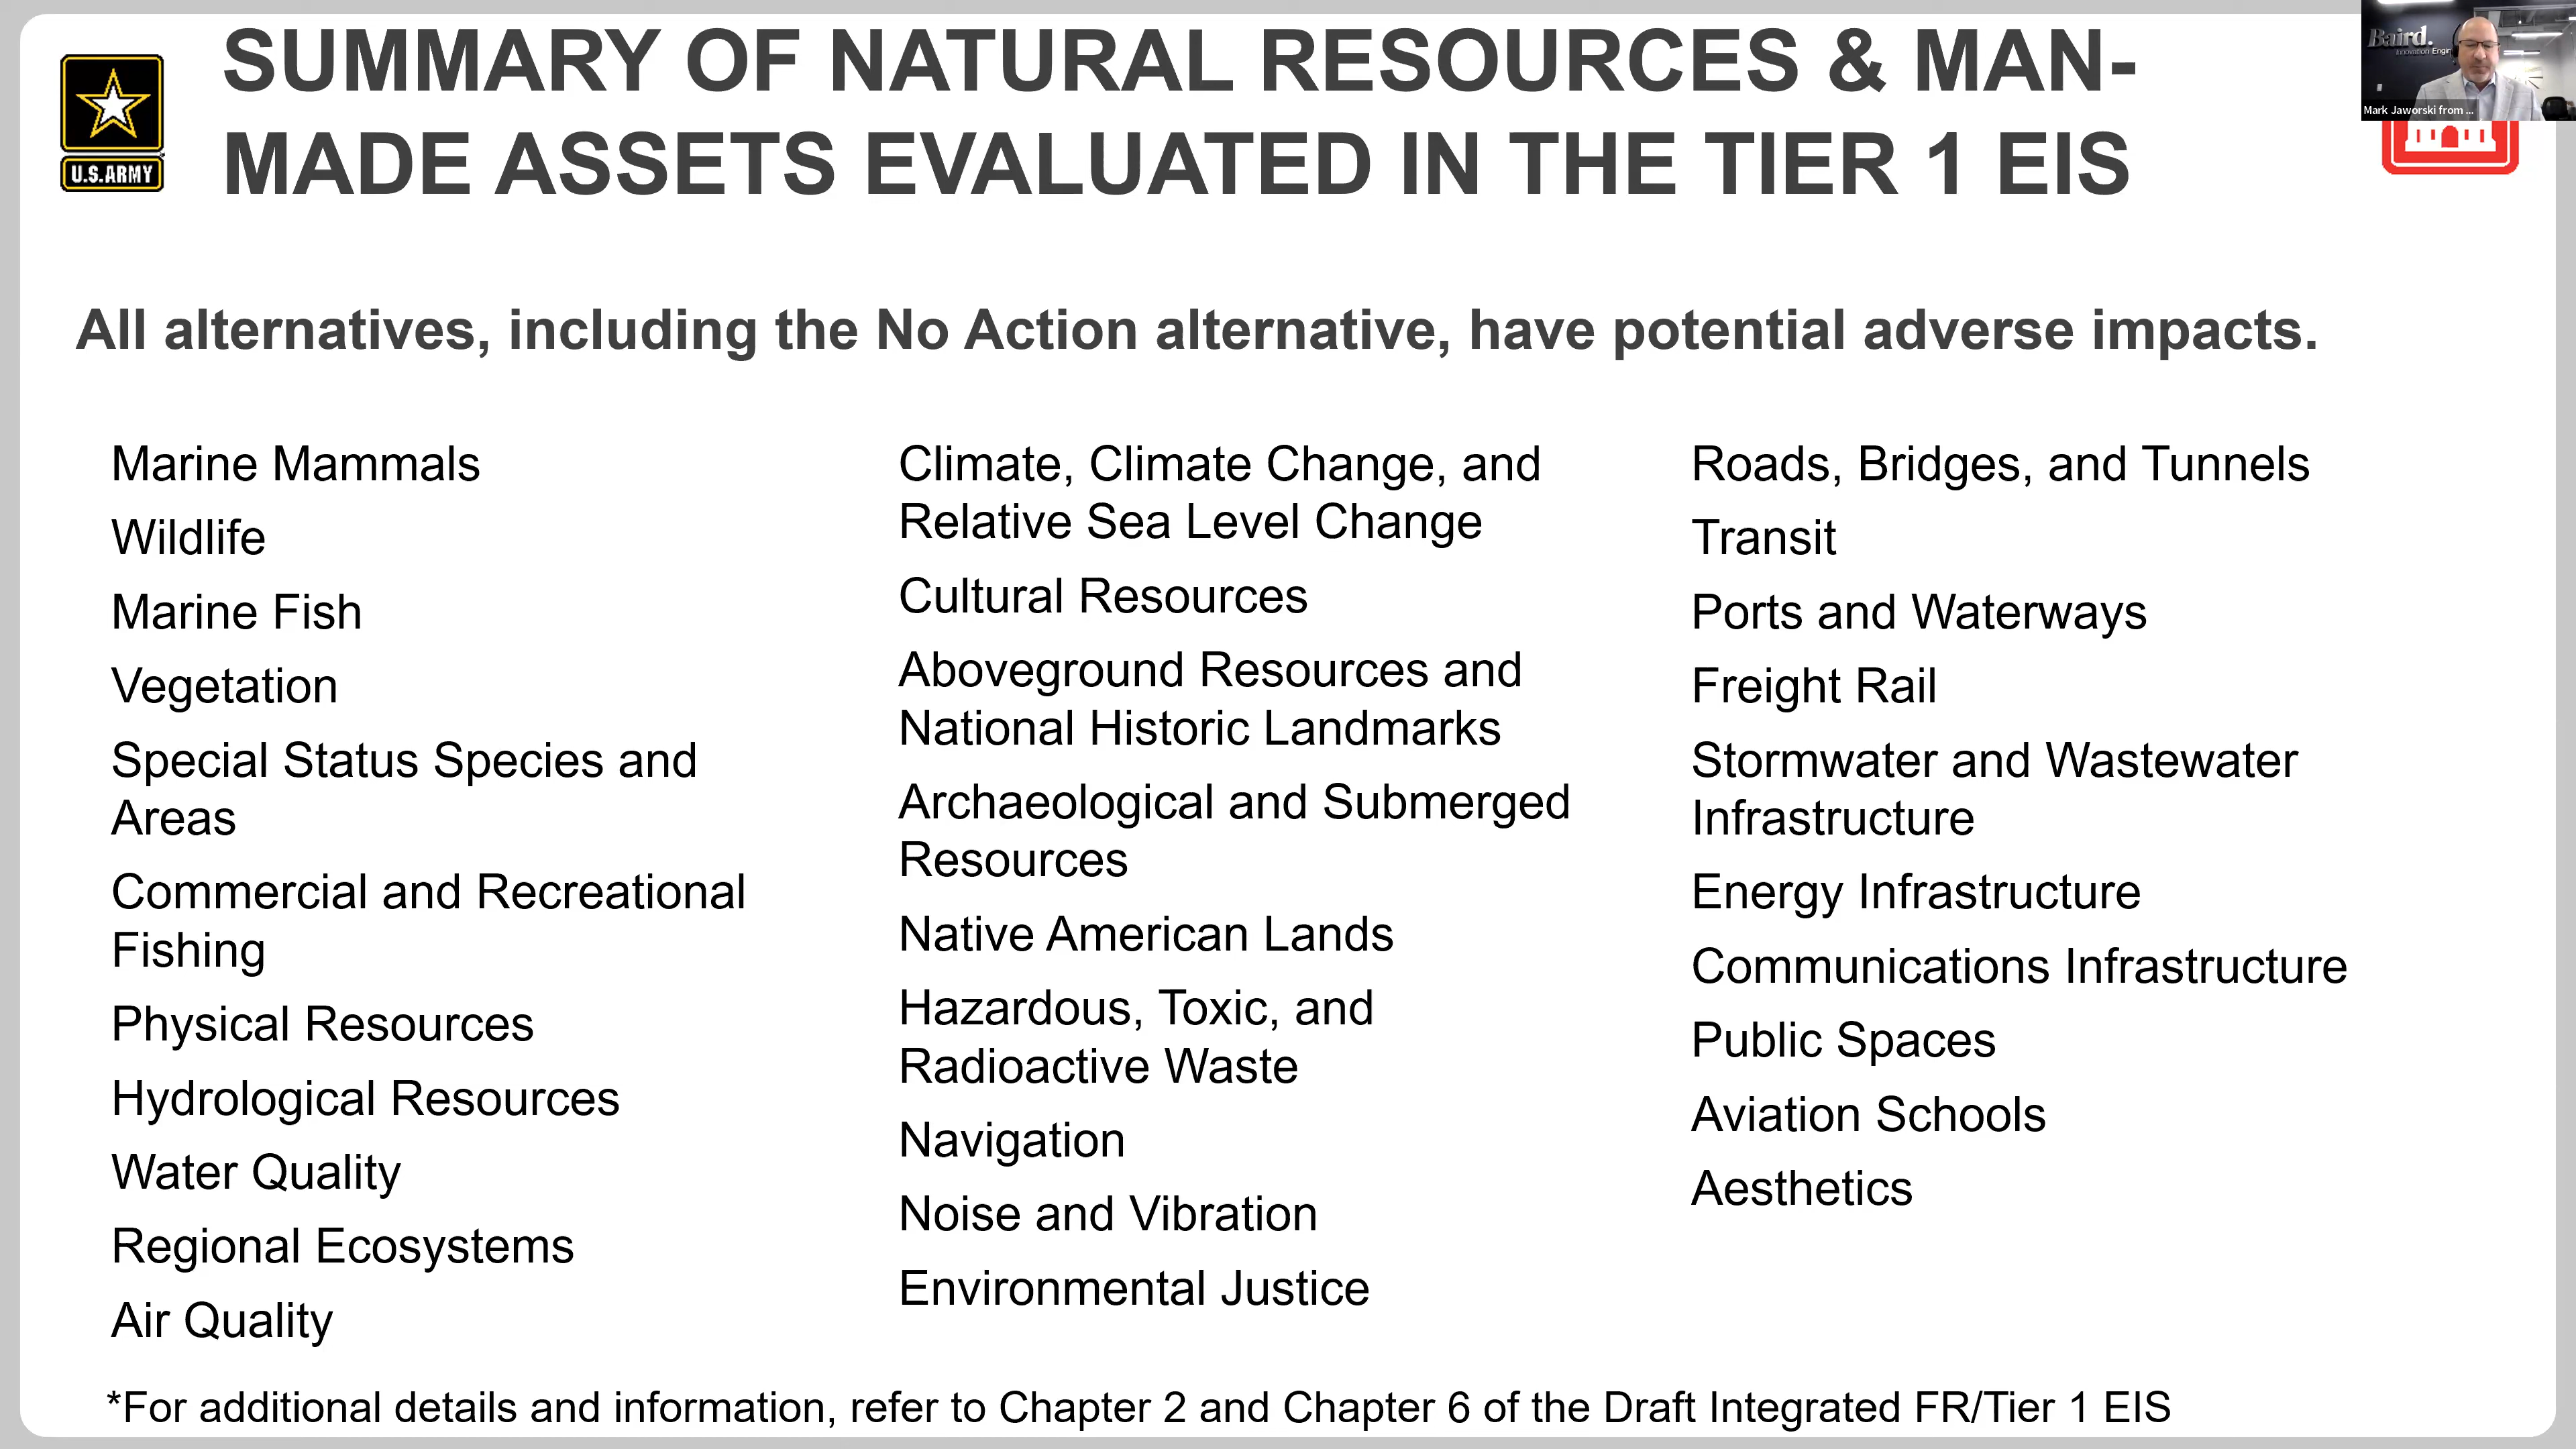 SUMMARY OF NATURAL RESOURCES & MAN-
MADE ASSETS EVALUATED IN THE TIER 1 EIS
U.S.ARMY
Baird.
Mark Jaworski from ...
All alternatives, including the No Action alternative, have potential adverse impacts.
Marine Mammals
Wildlife
Marine Fish
Vegetation
Special Status Species and
Areas
Commercial and Recreational
Fishing
Physical Resources
Hydrological Resources
Water Quality
Regional Ecosystems
Air Quality
Climate, Climate Change, and
Relative Sea Level Change
Cultural Resources
Aboveground Resources and
National Historic Landmarks
Archaeological and Submerged
Resources
Native American Lands
Hazardous, Toxic, and
Radioactive Waste
Navigation
Noise and Vibration
Environmental Justice
Roads, Bridges, and Tunnels
Transit
Ports and Waterways
Freight Rail
Stormwater and Wastewater
Infrastructure
Energy Infrastructure
Communications Infrastructure
Public Spaces
Aviation Schools
Aesthetics
*For additional details and information, refer to Chapter 2 and Chapter 6 of the Draft Integrated FR/Tier 1 EIS